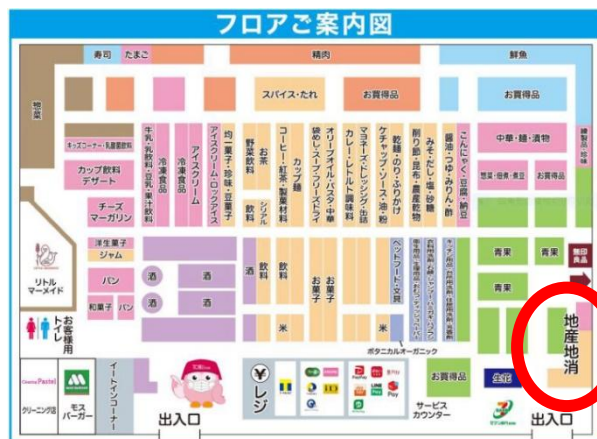 フロアご案内図
寿司
たまご
精肉
鮮魚
惣菜
スパイス・たれ
お買得品
お買得品
練製品・珍味
キッズコーナー・乳酸菌飲料
カップ飲料
デザート
チーズ
マーガリン
牛乳・乳飲料・豆乳・果汁飲料
冷凍食品
冷凍食品
アイスクリーム
アイスクリーム・ロックアイス
均一菓子・珍味・豆菓子
野菜飲料
お茶
飲料
シリアル
コーヒー・紅茶・製菓材料
カップ麺
袋めし・スープ・フリーズドライ
オリーブオイル・パスタ・中華
カレー・レトルト調味料
マヨネーズ・ドレッシング・缶詰
ケチャップ・ソース・油・粉
乾麺・のり・ふりかけ
削り節・昆布・農産乾物
みそ・だし・塩・砂糖
醤油・つゆ・みりん・酢
こんにゃく・豆腐・納豆
中華・麺・漬物
惣菜・佃煮・煮豆
お買得品
洋生菓子
ジャム
パン
和菓子
パン
酒
酒
酒
酒
酒
飲料
飲料
米
お菓子
お菓子
米
ペットフード・文具
ボタニカルオーガニック
青果
青果
青果
無印
良品
地産地消
リトル
マーメイド
お客様用
トイレ
クリーニング店
モス
バーガー
イートインコーナー
出入口
¥
レジ
PayPay
LINE Pay
お買得品
サービス
カウンター
生花
出入口